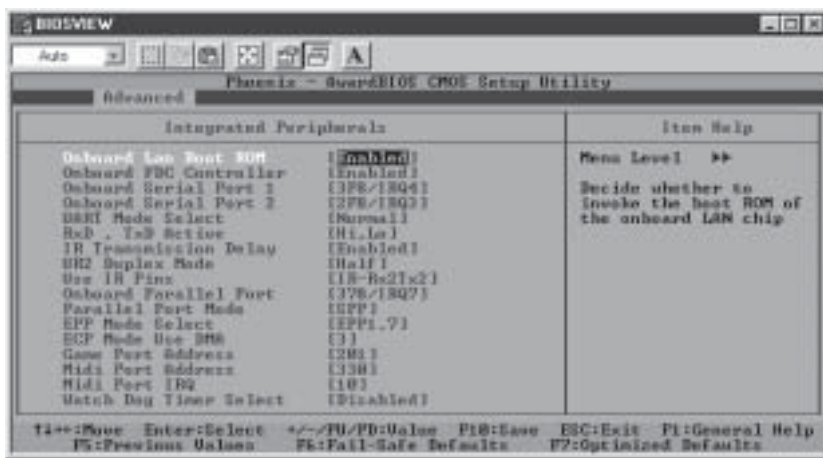 BIOSVIEW
Auto
A
Phoenix - AwardBIOS CMOS Setup Utility
Advanced
Integrated Peripherals
Item Help
Onboard Lan Boot ROM [Enabled]
Onboard FDC Controller [Enabled]
Onboard Serial Port 1 [3F8/IRQ4]
Onboard Serial Port 2 [2F8/IRQ3]
UART Mode Select [Normal]
RxD , TxD Active [Hi,Lo]
IR Transmission Delay [Enabled]
UR2 Duplex Mode [Half]
Use IR Pins [IR-Rx2Tx2]
Onboard Parallel Port [378/IRQ7]
Parallel Port Mode
EPP Mode Select [EPP1.7]
ECP Mode Use DMA [3]
Game Port Address [201]
Midi Port Address [330]
Midi Port IRQ [10]
Watch Dog Timer Select [Disabled]
Menu Level ▸▸
Decide whether to
invoke the boot ROM of
the onboard LAN chip
↑↓→←:Move Enter:Select +/-/PU/PD:Value F10:Save ESC:Exit F1:General Help
F5:Previous Values F6:Fail-Safe Defaults F7:Optimized Defaults